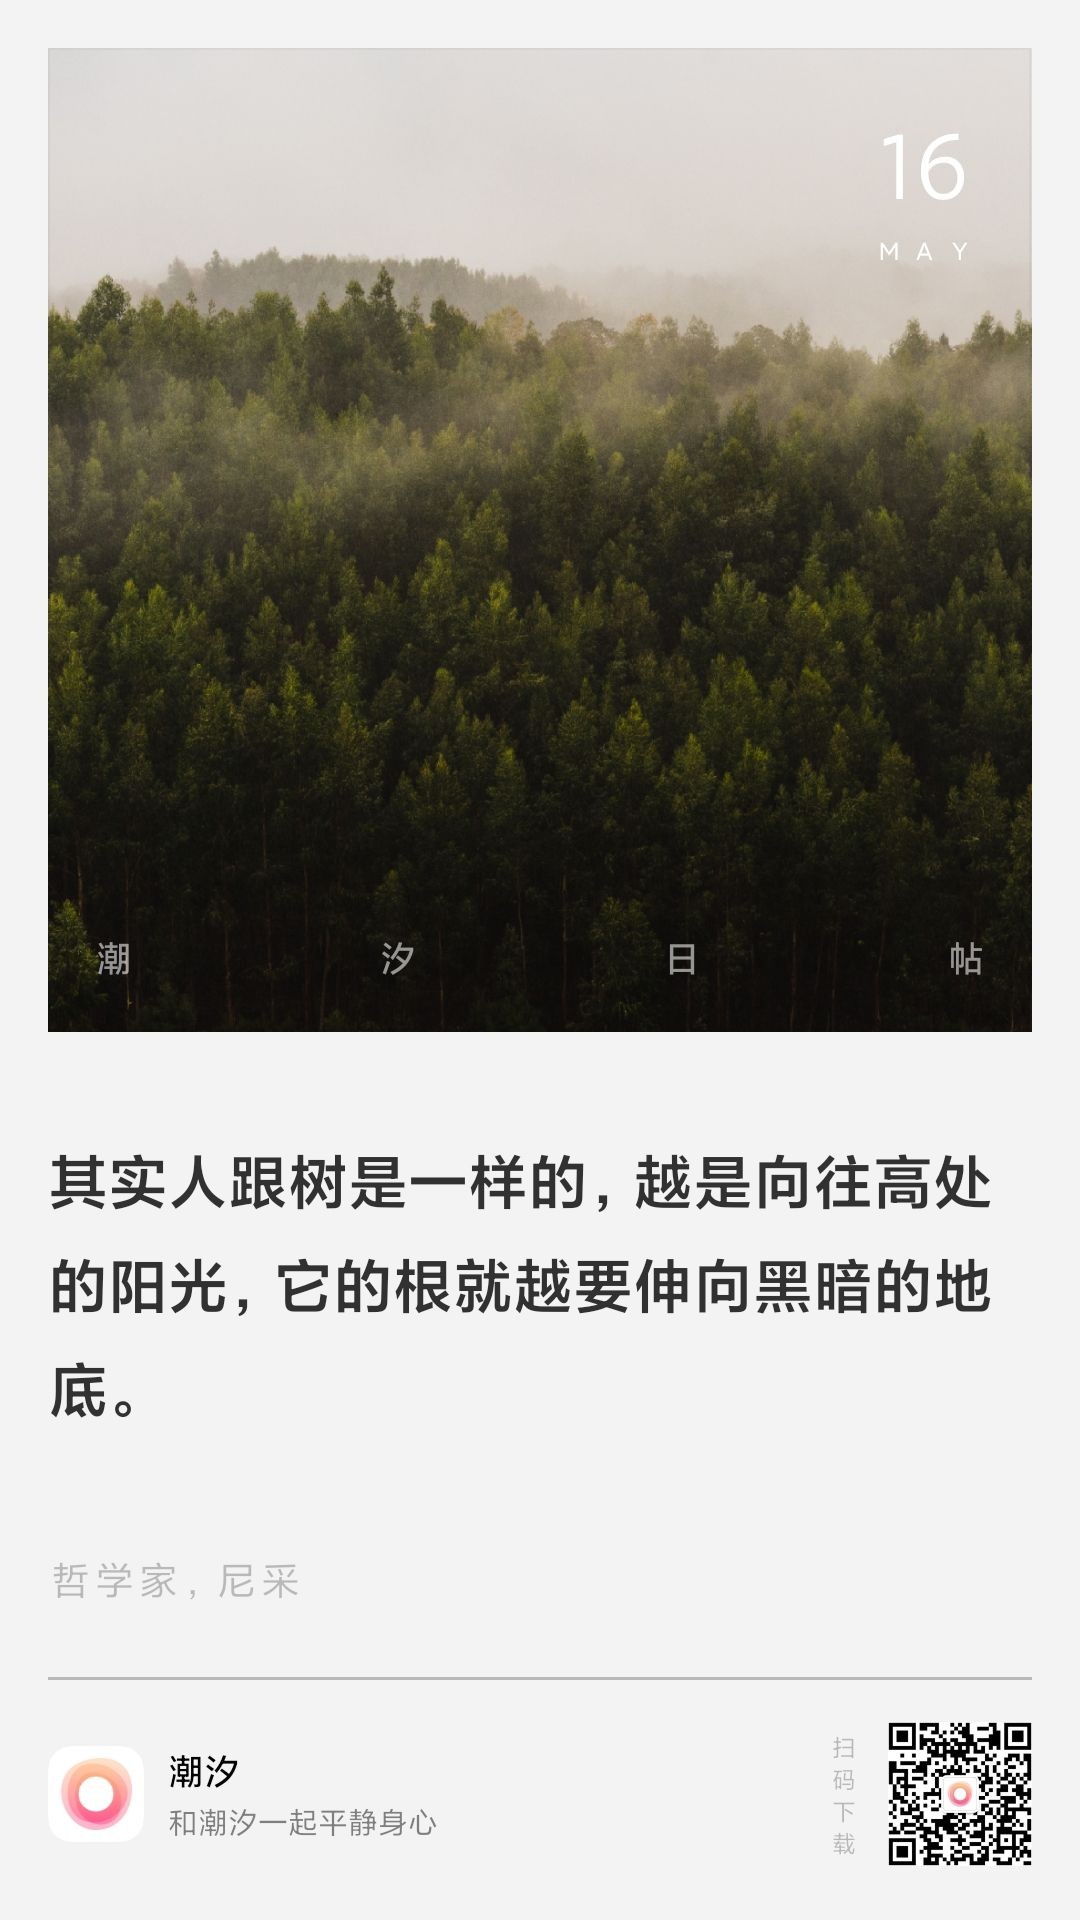 16
MAY
潮汐日帖
其实人跟树是一样的，越是向往高处
的阳光，它的根就越要伸向黑暗的地
底。
哲学家，尼采
潮汐
和潮汐一起平静身心
扫码下载